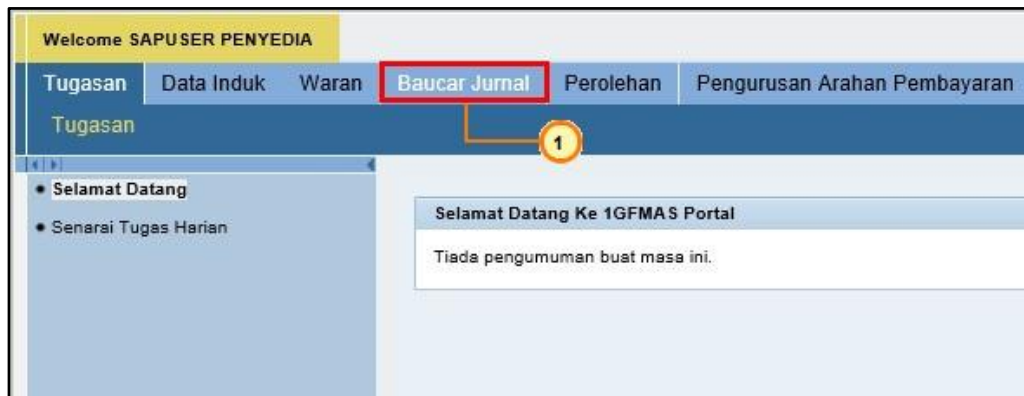 Welcome SAPUSER PENYEDIA
Tugasan Data Induk Waran Baucar Jurnal Perolehan Pengurusan Arahan Pembayaran
Tugasan
1
Selamat Datang
Senarai Tugas Harian
Selamat Datang Ke 1GFMAS Portal
Tiada pengumuman buat masa ini.